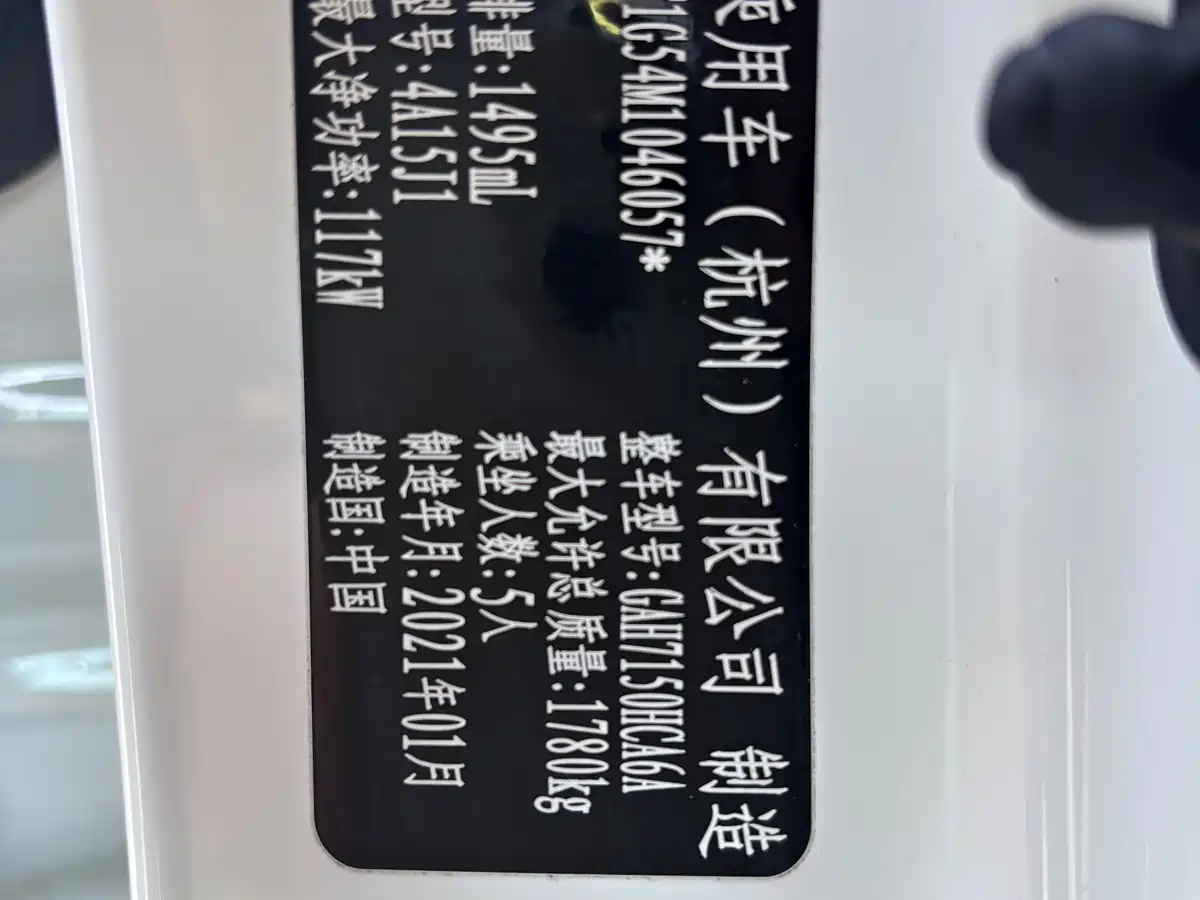 用车（杭州）有限公司 制造
G54M1046057* 整车型号:GAH7150HCA6A
最大允许总质量:1780kg
排量:1495mL 乘坐人数:5人
型号:4A15J1 制造年月:2021年01月
最大净功率:117kW 制造国:中国